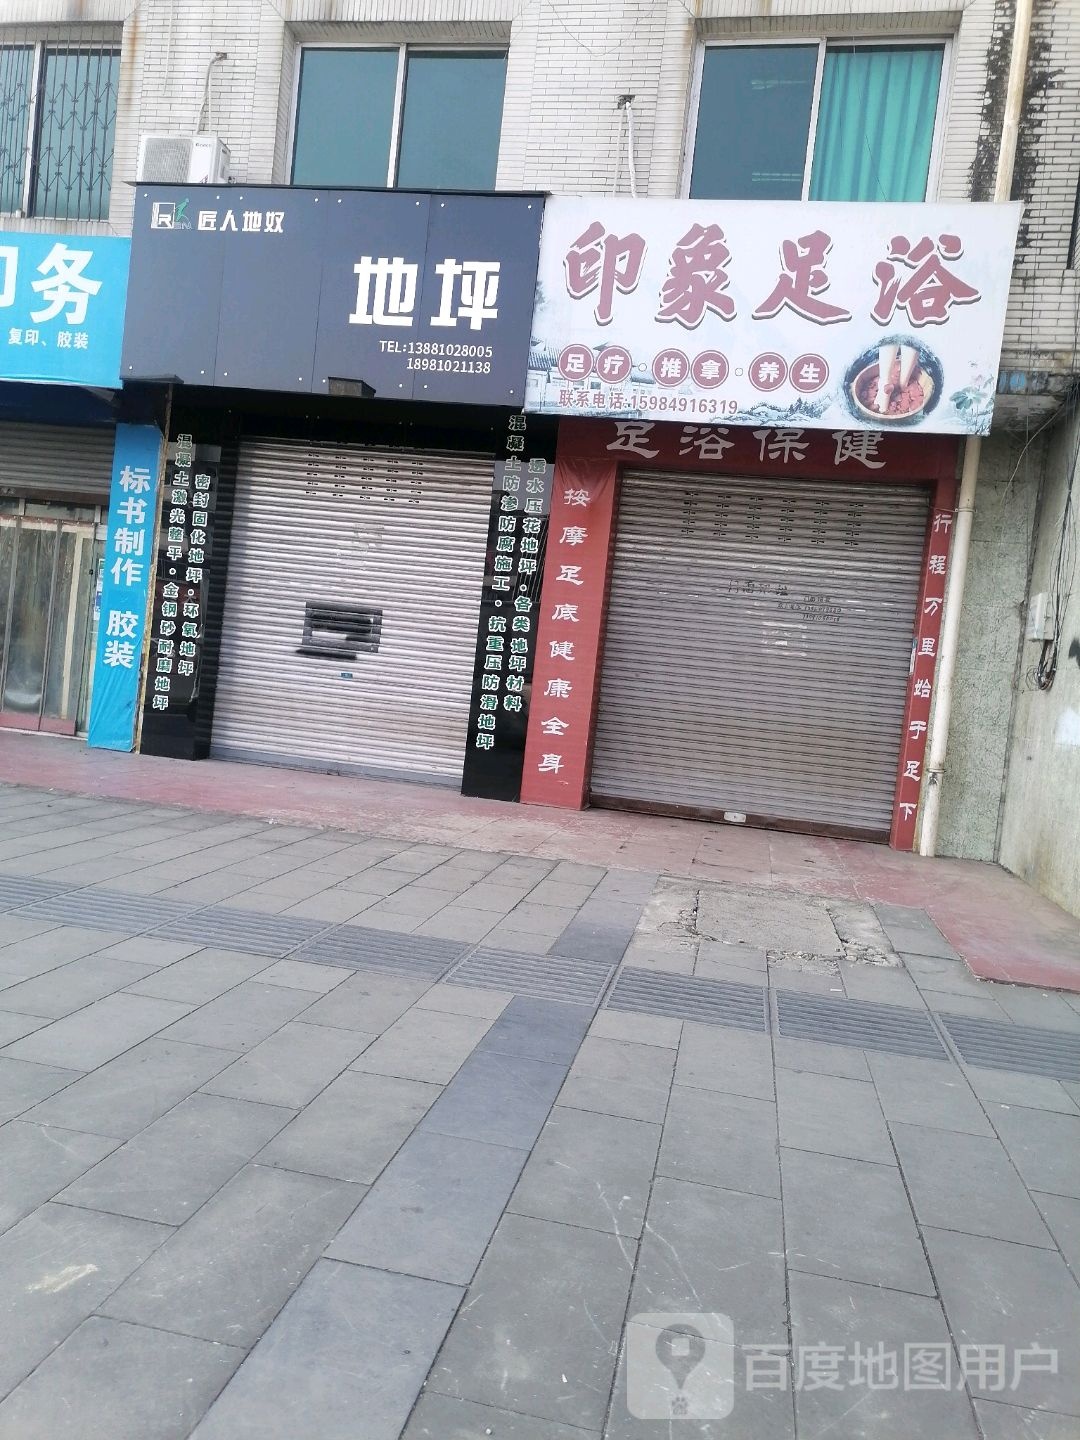 印务
复印、胶装
标书制作 胶装
匠人地奴
地坪
TEL:13881028005
18981021138
混凝土激光整平·金钢砂耐腐地坪
密封固化地坪·环氧地坪
混凝土防渗防腐施工·抗重压防滑地坪
透水压花地坪·各类地坪材料
印象足浴
足疗·推拿·养生
联系电话:15984916319
足浴保健
按摩足底健康全身
行程万里始于足下
百度地图用户